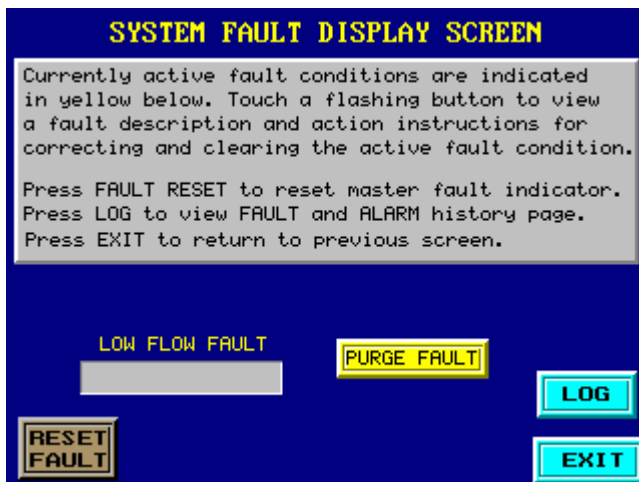 SYSTEM FAULT DISPLAY SCREEN
Currently active fault conditions are indicated
in yellow below. Touch a flashing button to view
a fault description and action instructions for
correcting and clearing the active fault condition.
Press FAULT RESET to reset master fault indicator.
Press LOG to view FAULT and ALARM history page.
Press EXIT to return to previous screen.
LOW FLOW FAULT
PURGE FAULT
LOG
RESET
FAULT
EXIT